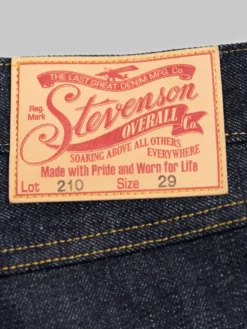 THE LAST GREAT DENIM MFG. Co.
Reg.
Mark
Stevenson
OVERALL Co.
SOARING ABOVE ALL OTHERS
EVERYWHERE
Made with Pride and Worn for Life
Lot 210 Size 29